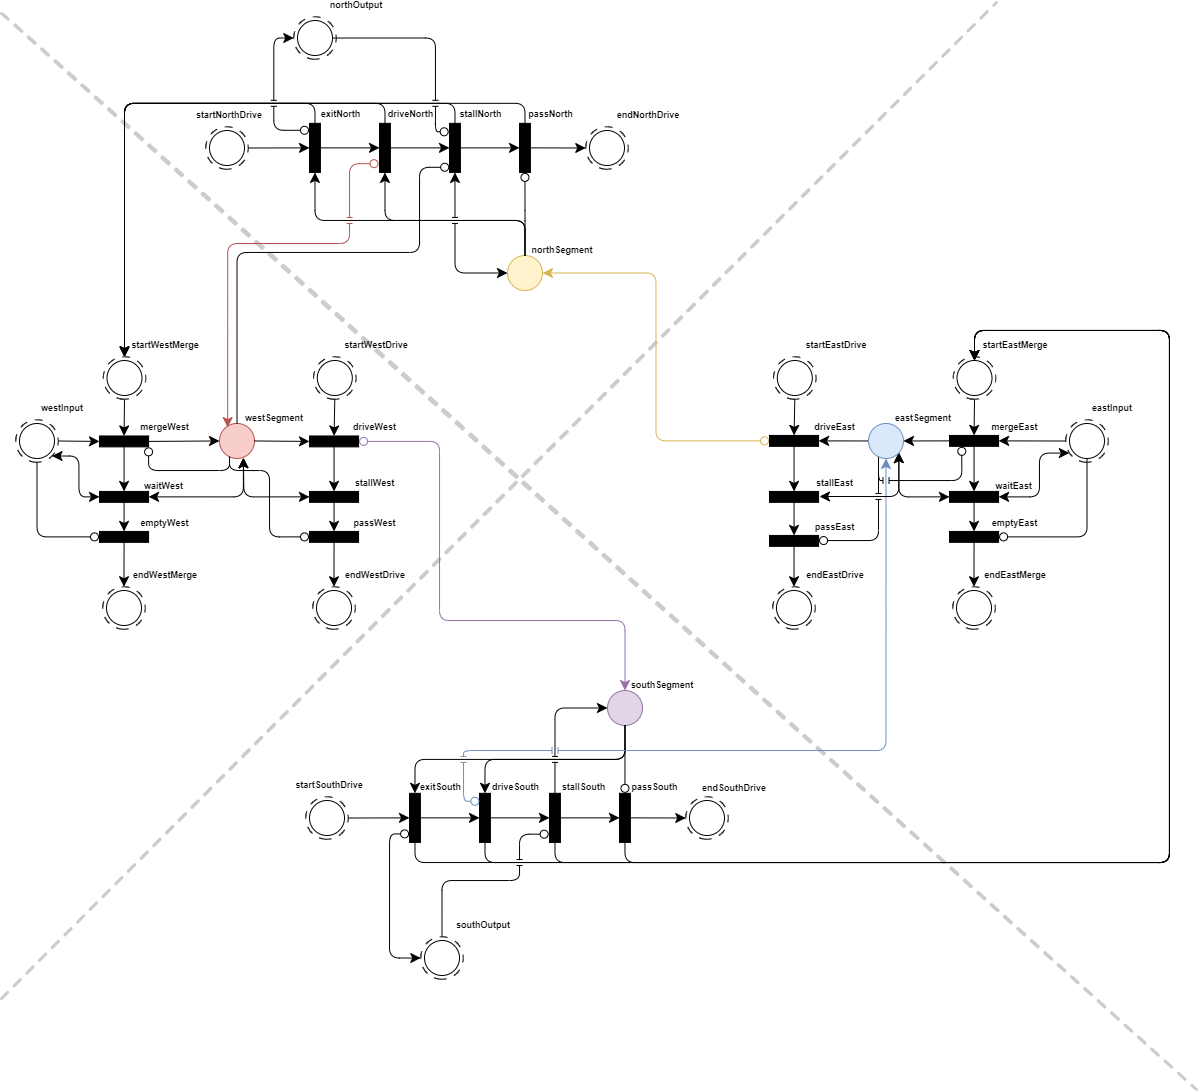 northOutput
startNorthDrive
exitNorth
driveNorth
stallNorth
passNorth
endNorthDrive
northSegment
startWestMerge
startWestDrive
startEastDrive
startEastMerge
westInput
mergeWest
westSegment
driveWest
driveEast
eastSegment
mergeEast
eastInput
waitWest
stallWest
stallEast
waitEast
emptyWest
passWest
passEast
emptyEast
endWestMerge
endWestDrive
endEastDrive
endEastMerge
southSegment
startSouthDrive
exitSouth
driveSouth
stallSouth
passSouth
endSouthDrive
southOutput